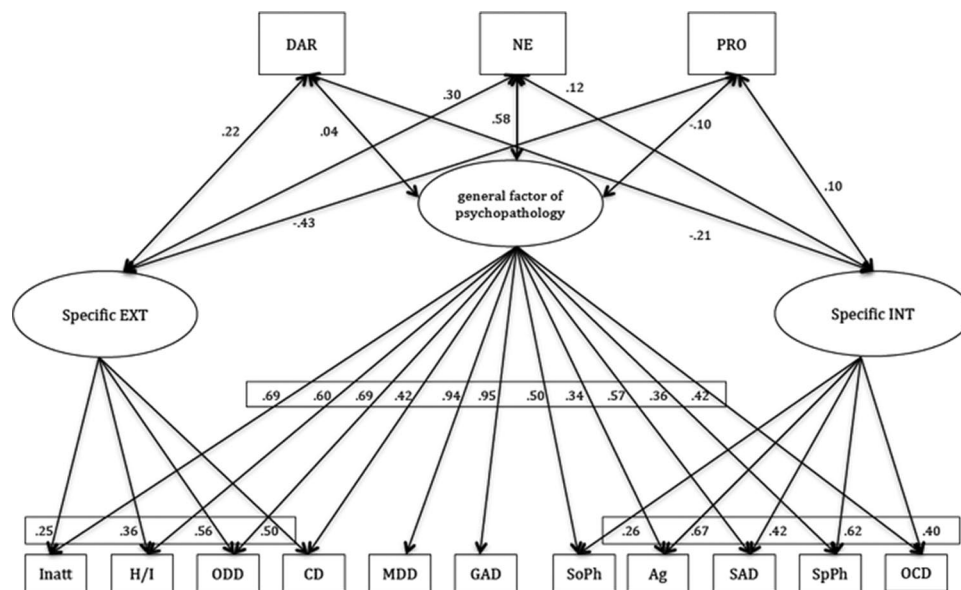 DAR NE PRO
.30 .12
.22 .04 .58 -.10
general factor of
psychopathology
.10
-.43 -.21
Specific EXT Specific INT
.69 .60 .69 .42 .94 .95 .50 .34 .57 .36 .42
.25 .36 .56 .50 .26 .67 .42 .62 .40
Inatt H/I ODD CD MDD GAD SoPh Ag SAD SpPh OCD